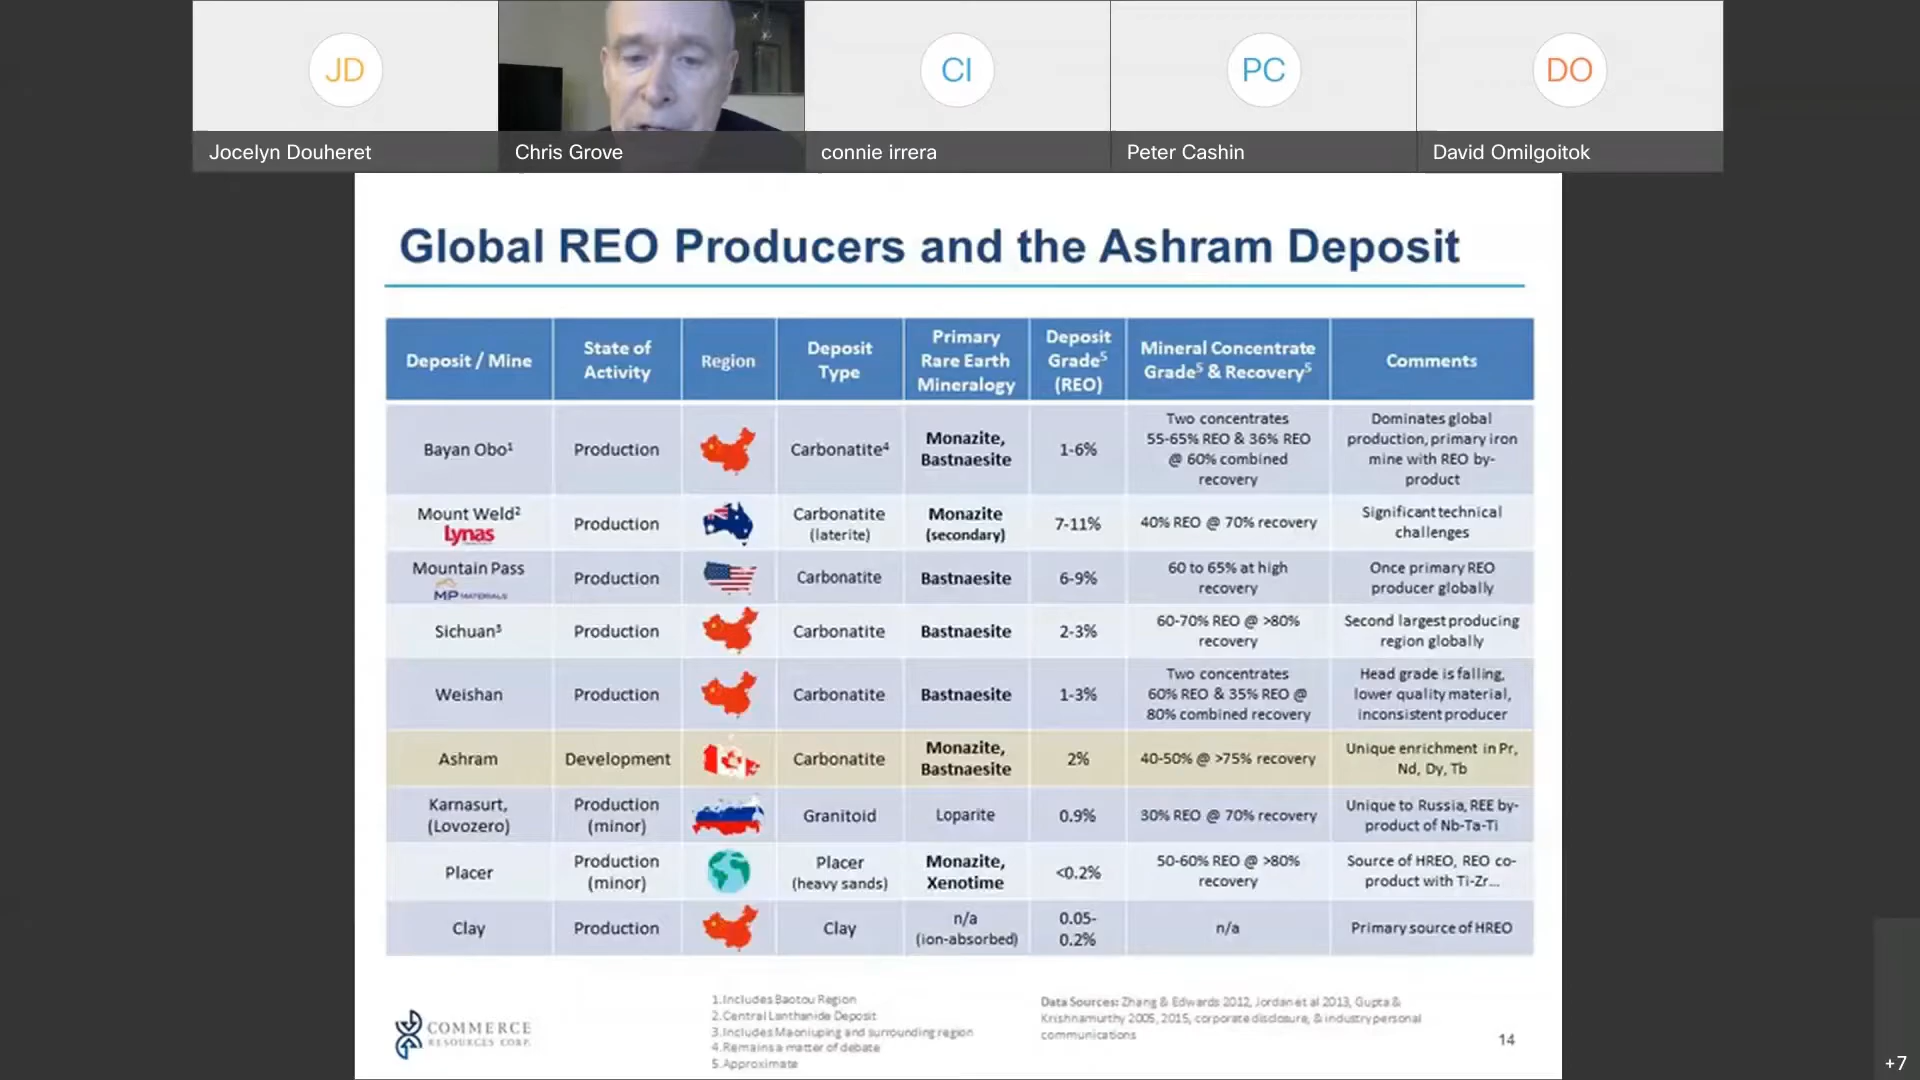 JD
CI
PC
DO
Jocelyn Douheret
Chris Grove
connie irrera
Peter Cashin
David Omilgoitok
Global REO Producers and the Ashram Deposit
Deposit / Mine
State of
Activity
Region
Deposit
Type
Primary
Rare Earth
Mineralogy
Deposit
Grade⁵
(REO)
Mineral Concentrate
Grade⁵ & Recovery⁵
Comments
Bayan Obo¹
Production
Carbonatite⁴
Monazite,
Bastnaesite
1-6%
Two concentrates
55-65% REO & 36% REO
@ 60% combined
recovery
Dominates global
production, primary iron
mine with REO by-
product
Mount Weld²
Lynas
Production
Carbonatite
(laterite)
Monazite
(secondary)
7-11%
40% REO @ 70% recovery
Significant technical
challenges
Mountain Pass
MP MATERIALS
Production
Carbonatite
Bastnaesite
6-9%
60 to 65% at high
recovery
Once primary REO
producer globally
Sichuan³
Production
Carbonatite
Bastnaesite
2-3%
60-70% REO @ >80%
recovery
Second largest producing
region globally
Weishan
Production
Carbonatite
Bastnaesite
1-3%
Two concentrates
60% REO & 35% REO @
80% combined recovery
Head grade is falling,
lower quality material,
inconsistent producer
Ashram
Development
Carbonatite
Monazite,
Bastnaesite
2%
40-50% @ >75% recovery
Unique enrichment in Pr,
Nd, Dy, Tb
Karnasurt,
(Lovozero)
Production
(minor)
Granitoid
Loparite
0.9%
30% REO @ 70% recovery
Unique to Russia, REE by-
product of Nb-Ta-Ti
Placer
Production
(minor)
Placer
(heavy sands)
Monazite,
Xenotime
<0.2%
50-60% REO @ >80%
recovery
Source of HREO, REO co-
product with Ti-Zr...
Clay
Production
Clay
n/a
(ion-absorbed)
0.05-
0.2%
n/a
Primary source of HREO
COMMERCE
RESOURCES CORP.
1.Includes Baotou Region
2.Central Lanthanide Deposit
3.Includes Maoniuping and surrounding region
4.Remains a matter of debate
5.Approximate
Data Sources: Zhang & Edwards 2012, Jordan et al 2013, Gupta &
Krishnamurthy 2005, 2015, corporate disclosure, & industry personal
communications
14
+7